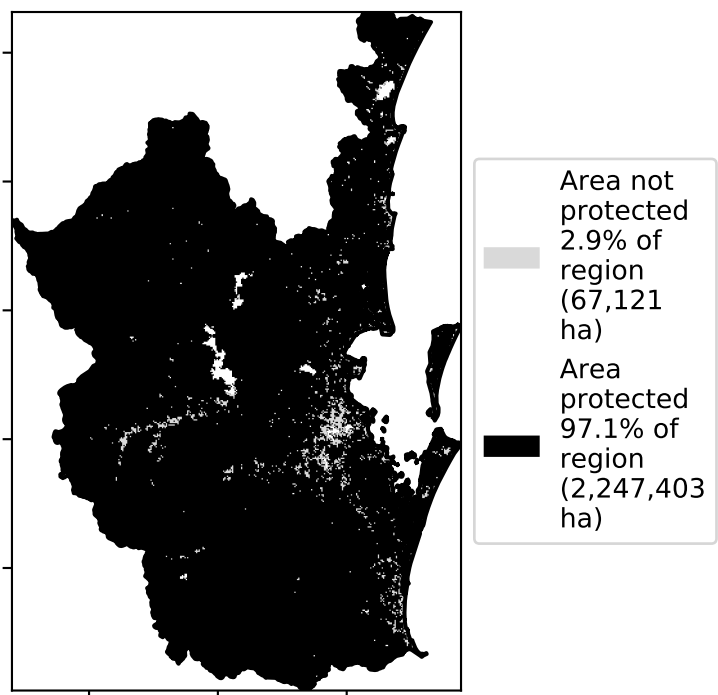 Area not
protected
2.9% of
region
(67,121
ha)
Area
protected
97.1% of
region
(2,247,403
ha)